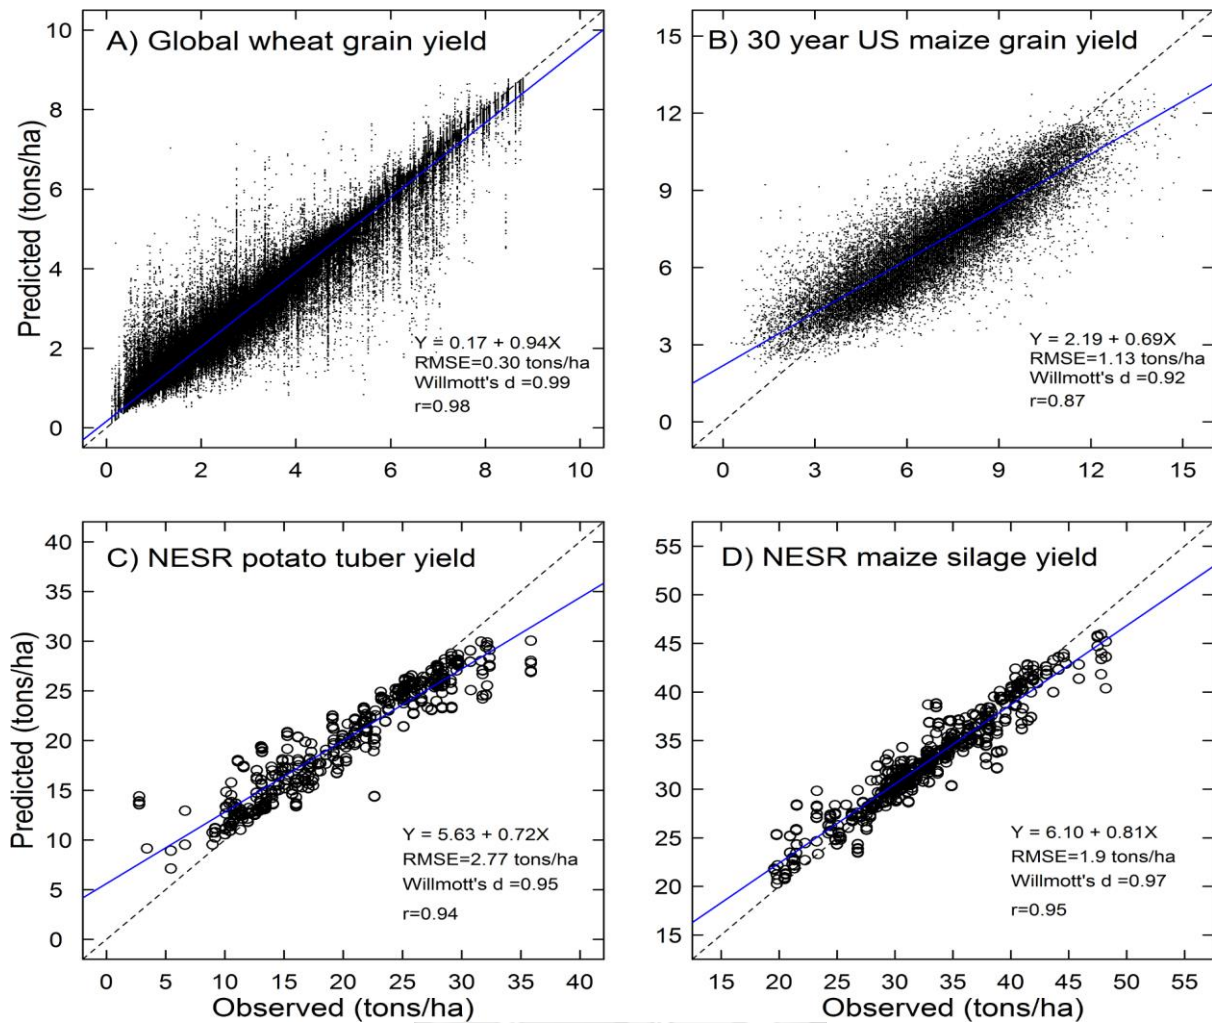 A) Global wheat grain yield
Predicted (tons/ha)
10
8
6
4
2
0
Y = 0.17 + 0.94X
RMSE=0.30 tons/ha
Willmott's d =0.99
r=0.98
0 2 4 6 8 10
B) 30 year US maize grain yield
15
12
9
6
3
0
Y = 2.19 + 0.69X
RMSE=1.13 tons/ha
Willmott's d =0.92
r=0.87
0 3 6 9 12 15
C) NESR potato tuber yield
Predicted (tons/ha)
40
35
30
25
20
15
10
5
0
Y = 5.63 + 0.72X
RMSE=2.77 tons/ha
Willmott's d =0.95
r=0.94
0 5 10 15 20 25 30 35 40
Observed (tons/ha)
D) NESR maize silage yield
55
50
45
40
35
30
25
20
15
Y = 6.10 + 0.81X
RMSE=1.9 tons/ha
Willmott's d =0.97
r=0.95
15 20 25 30 35 40 45 50 55
Observed (tons/ha)